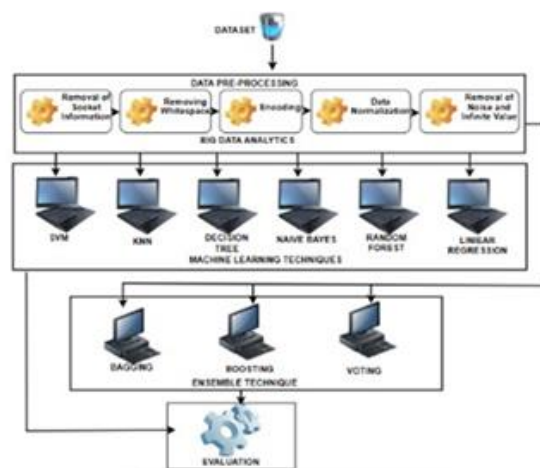 DATASET
DATA PRE-PROCESSING
Removal of
Socket
Information
Removing
Whitespace
Encoding
Data
Normalization
Removal of
Noise and
Infinite Value
BIG DATA ANALYTICS
SVM
KNN
DECISION
TREE
NAIVE BAYES
RANDOM
FOREST
LINEAR
REGRESSION
MACHINE LEARNING TECHNIQUES
BAGGING
BOOSTING
VOTING
ENSEMBLE TECHNIQUE
EVALUATION